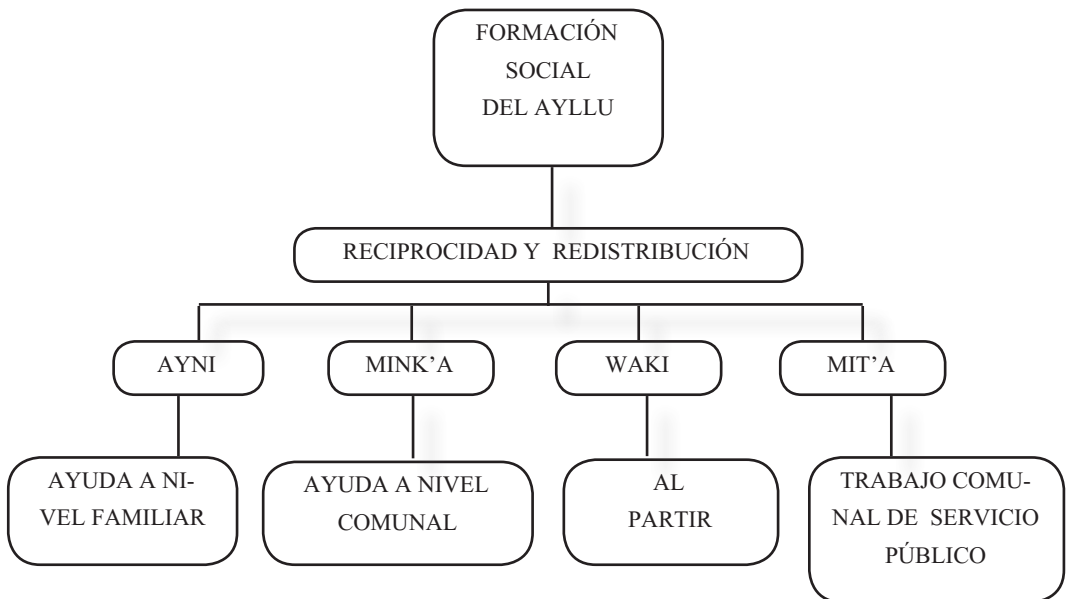 FORMACIÓN
SOCIAL
DEL AYLLU
RECIPROCIDAD Y REDISTRIBUCIÓN
AYNI
MINK’A
WAKI
MIT’A
AYUDA A NI-
VEL FAMILIAR
AYUDA A NIVEL
COMUNAL
AL
PARTIR
TRABAJO COMU-
NAL DE SERVICIO
PÚBLICO